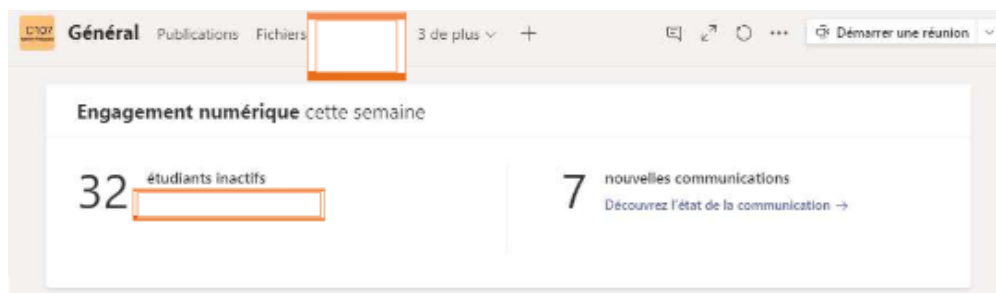 Général Publications Fichiers 3 de plus Démarrer une réunion
Engagement numérique cette semaine
32 étudiants inactifs
7 nouvelles communications
Découvrez l'état de la communication →